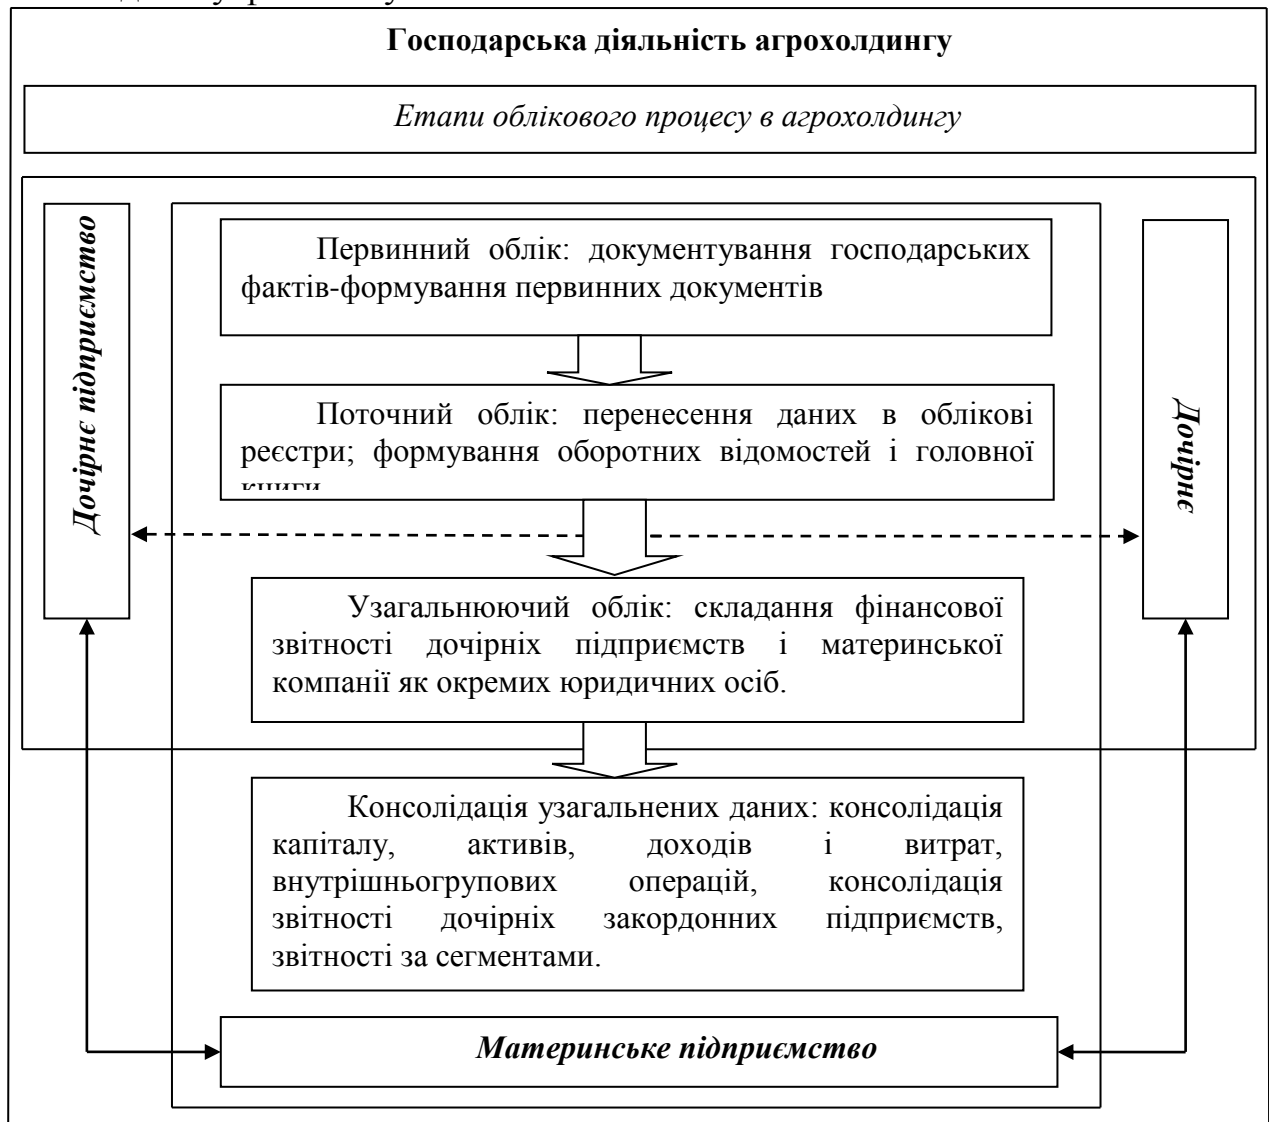 Господарська діяльність агрохолдингу
Етапи облікового процесу в агрохолдингу
Дочірнє підприємство
Первинний облік: документування господарських
фактів-формування первинних документів
Поточний облік: перенесення даних в облікові
реєстри; формування оборотних відомостей і головної
книги
Дочірнє
Узагальнюючий облік: складання фінансової
звітності дочірніх підприємств і материнської
компанії як окремих юридичних осіб.
Консолідація узагальнених даних: консолідація
капіталу, активів, доходів і витрат,
внутрішньогрупових операцій, консолідація
звітності дочірніх закордонних підприємств,
звітності за сегментами.
Материнське підприємство